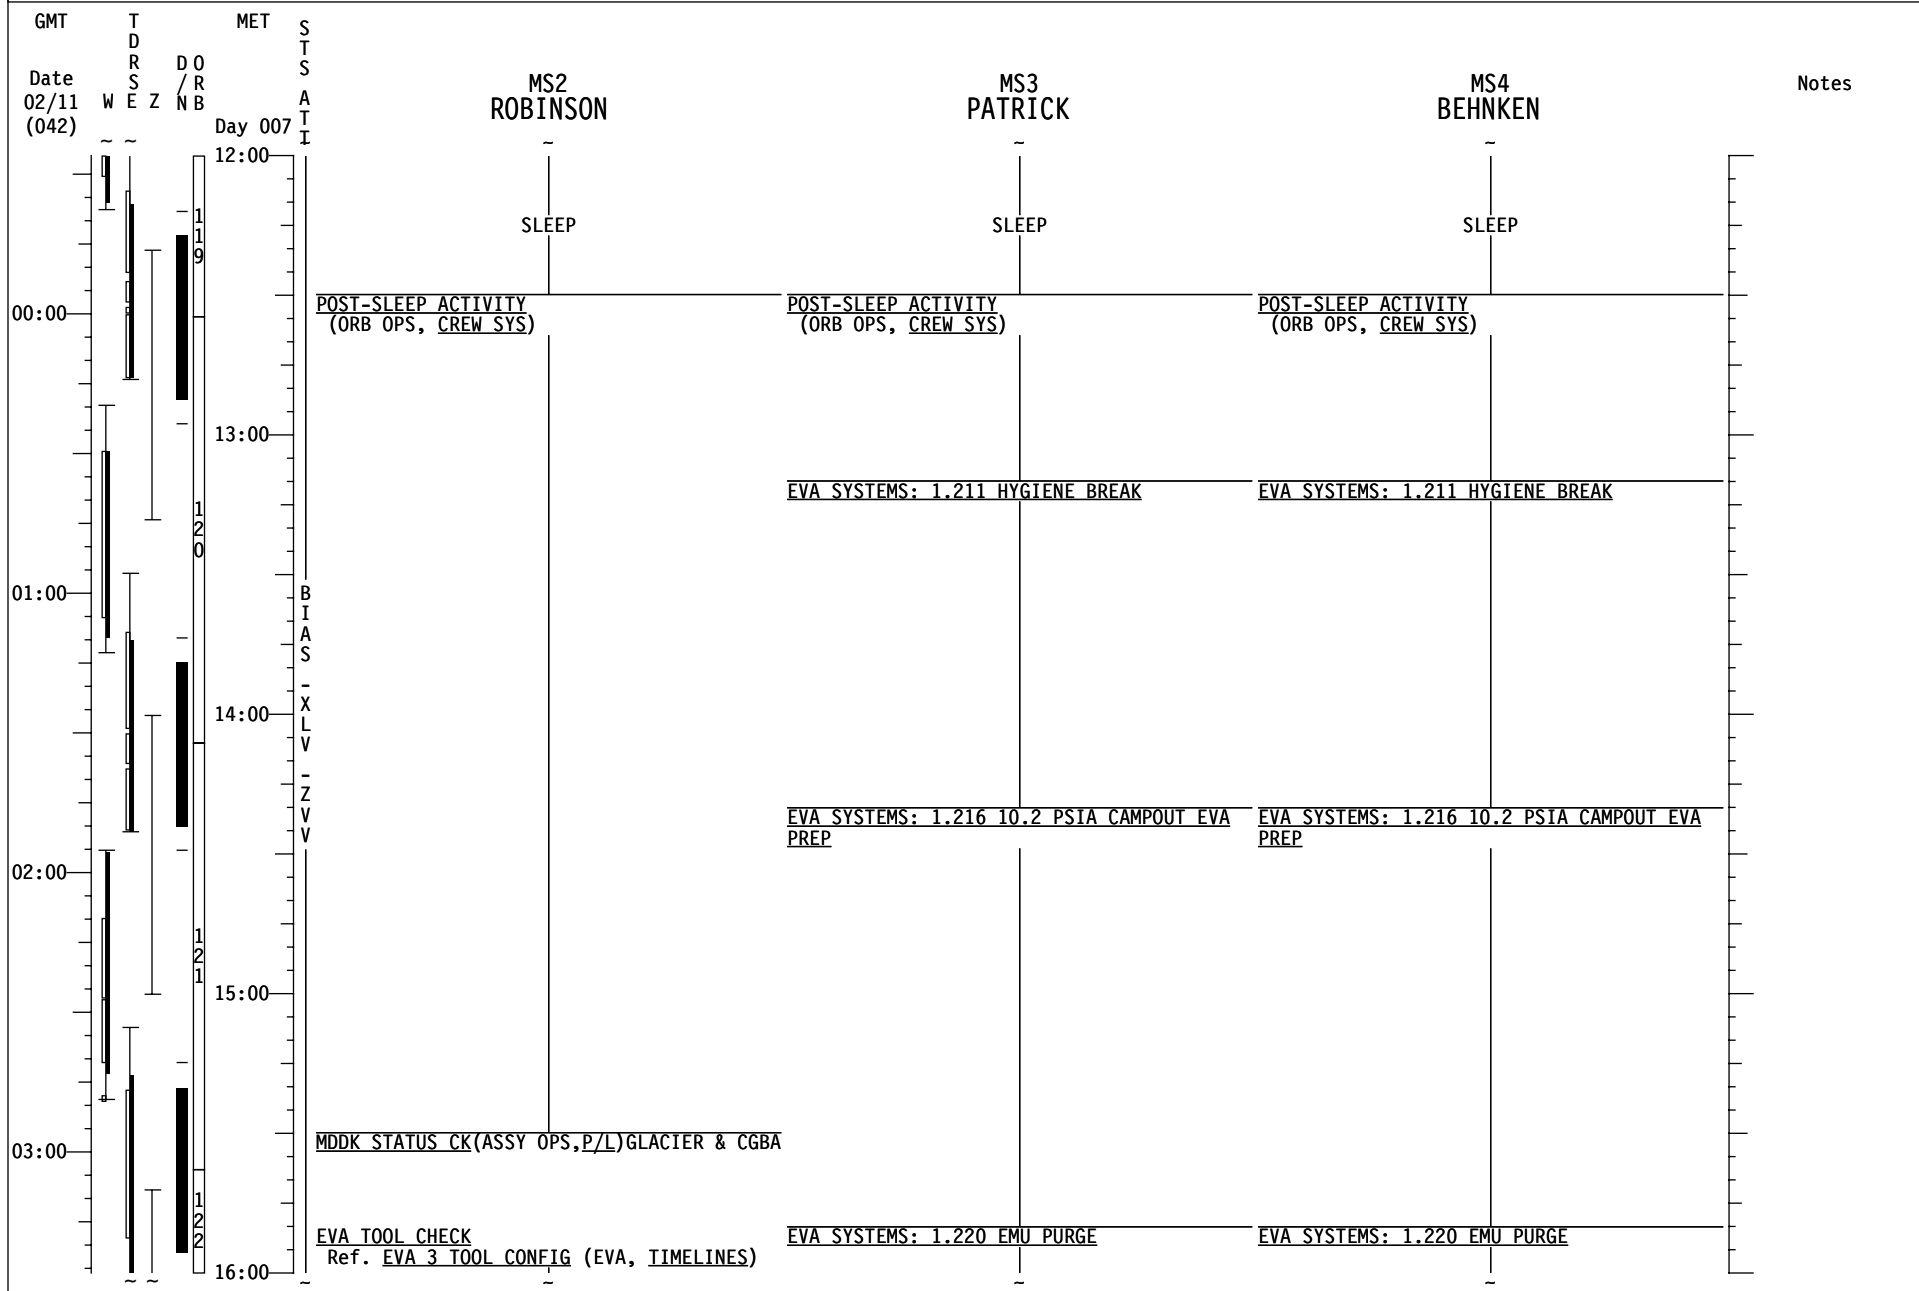 GMT
TDRS
MET
STS ATT
Date
02/11
(042)
W E Z
D/N
ORB
Day 007
MS2
ROBINSON
MS3
PATRICK
MS4
BEHNKEN
Notes
~ ~ ~ ~ ~
12:00
119
SLEEP SLEEP SLEEP
POST-SLEEP ACTIVITY
(ORB OPS, CREW SYS)
POST-SLEEP ACTIVITY
(ORB OPS, CREW SYS)
POST-SLEEP ACTIVITY
(ORB OPS, CREW SYS)
00:00
13:00
EVA SYSTEMS: 1.211 HYGIENE BREAK
EVA SYSTEMS: 1.211 HYGIENE BREAK
120
01:00
BIAS -XLV -ZVV
14:00
EVA SYSTEMS: 1.216 10.2 PSIA CAMPOUT EVA
PREP
EVA SYSTEMS: 1.216 10.2 PSIA CAMPOUT EVA
PREP
02:00
121
15:00
MDDK STATUS CK(ASSY OPS,P/L)GLACIER & CGBA
03:00
122
EVA TOOL CHECK
Ref. EVA 3 TOOL CONFIG (EVA, TIMELINES)
EVA SYSTEMS: 1.220 EMU PURGE
EVA SYSTEMS: 1.220 EMU PURGE
16:00
~ ~ ~ ~ ~ ~